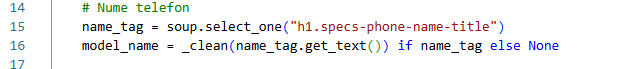 14 # Nume telefon
15 name_tag = soup.select_one("h1.specs-phone-name-title")
16 model_name = _clean(name_tag.get_text()) if name_tag else None
17